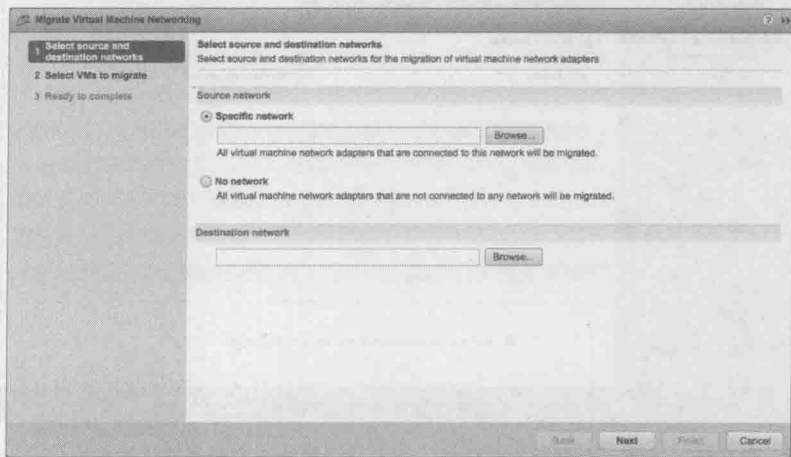 Migrate Virtual Machine Networking
1 Select source and destination networks
2 Select VMs to migrate
3 Ready to complete
Select source and destination networks
Select source and destination networks for the migration of virtual machine network adapters
Source network
Specific network
Browse...
All virtual machine network adapters that are connected to this network will be migrated.
No network
All virtual machine network adapters that are not connected to any network will be migrated.
Destination network
Browse...
Back Next Finish Cancel